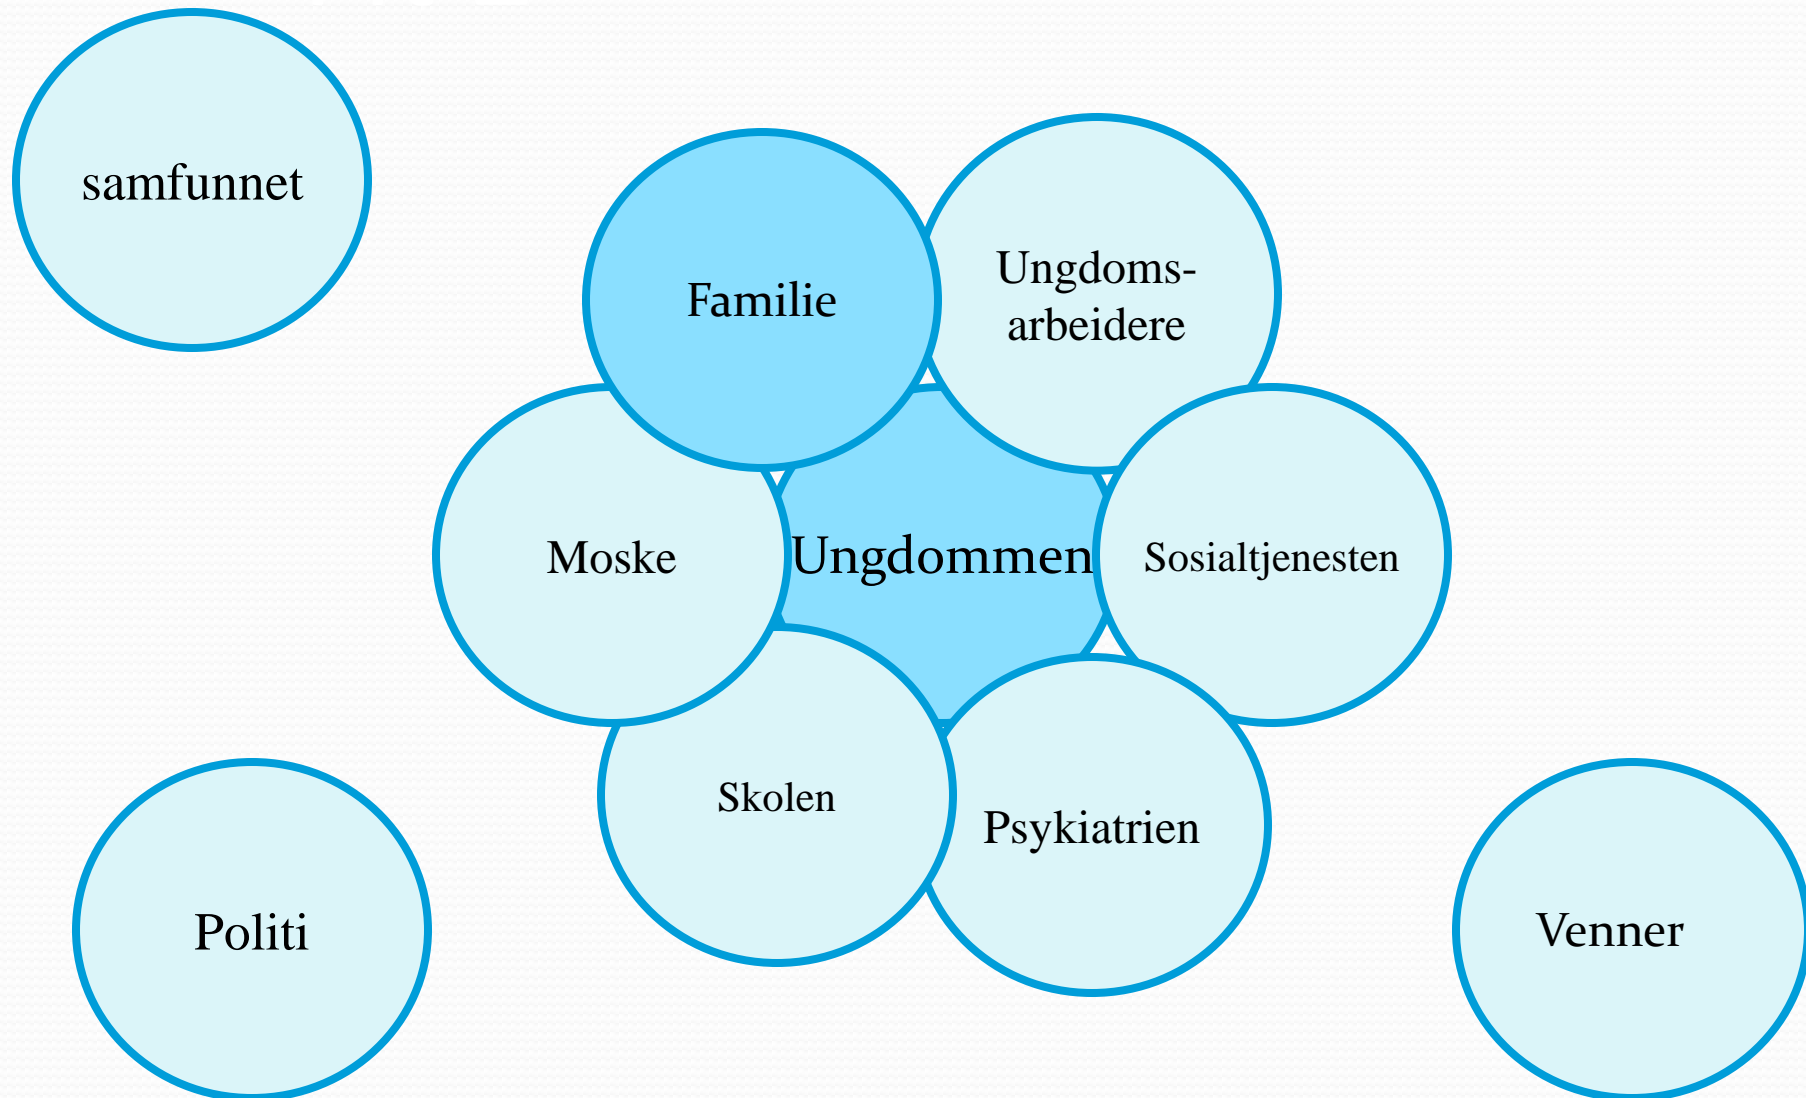 samfunnet
Familie
Ungdoms-
arbeidere
Moske
Ungdommen
Sosialtjenesten
Skolen
Psykiatrien
Politi
Venner